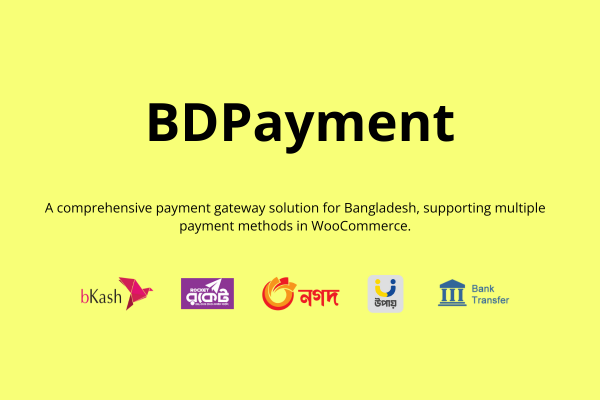 BDPayment
A comprehensive payment gateway solution for Bangladesh, supporting multiple
payment methods in WooCommerce.
bKash
ROCKET
রকেট
নগদ
উপায়
Bank
Transfer